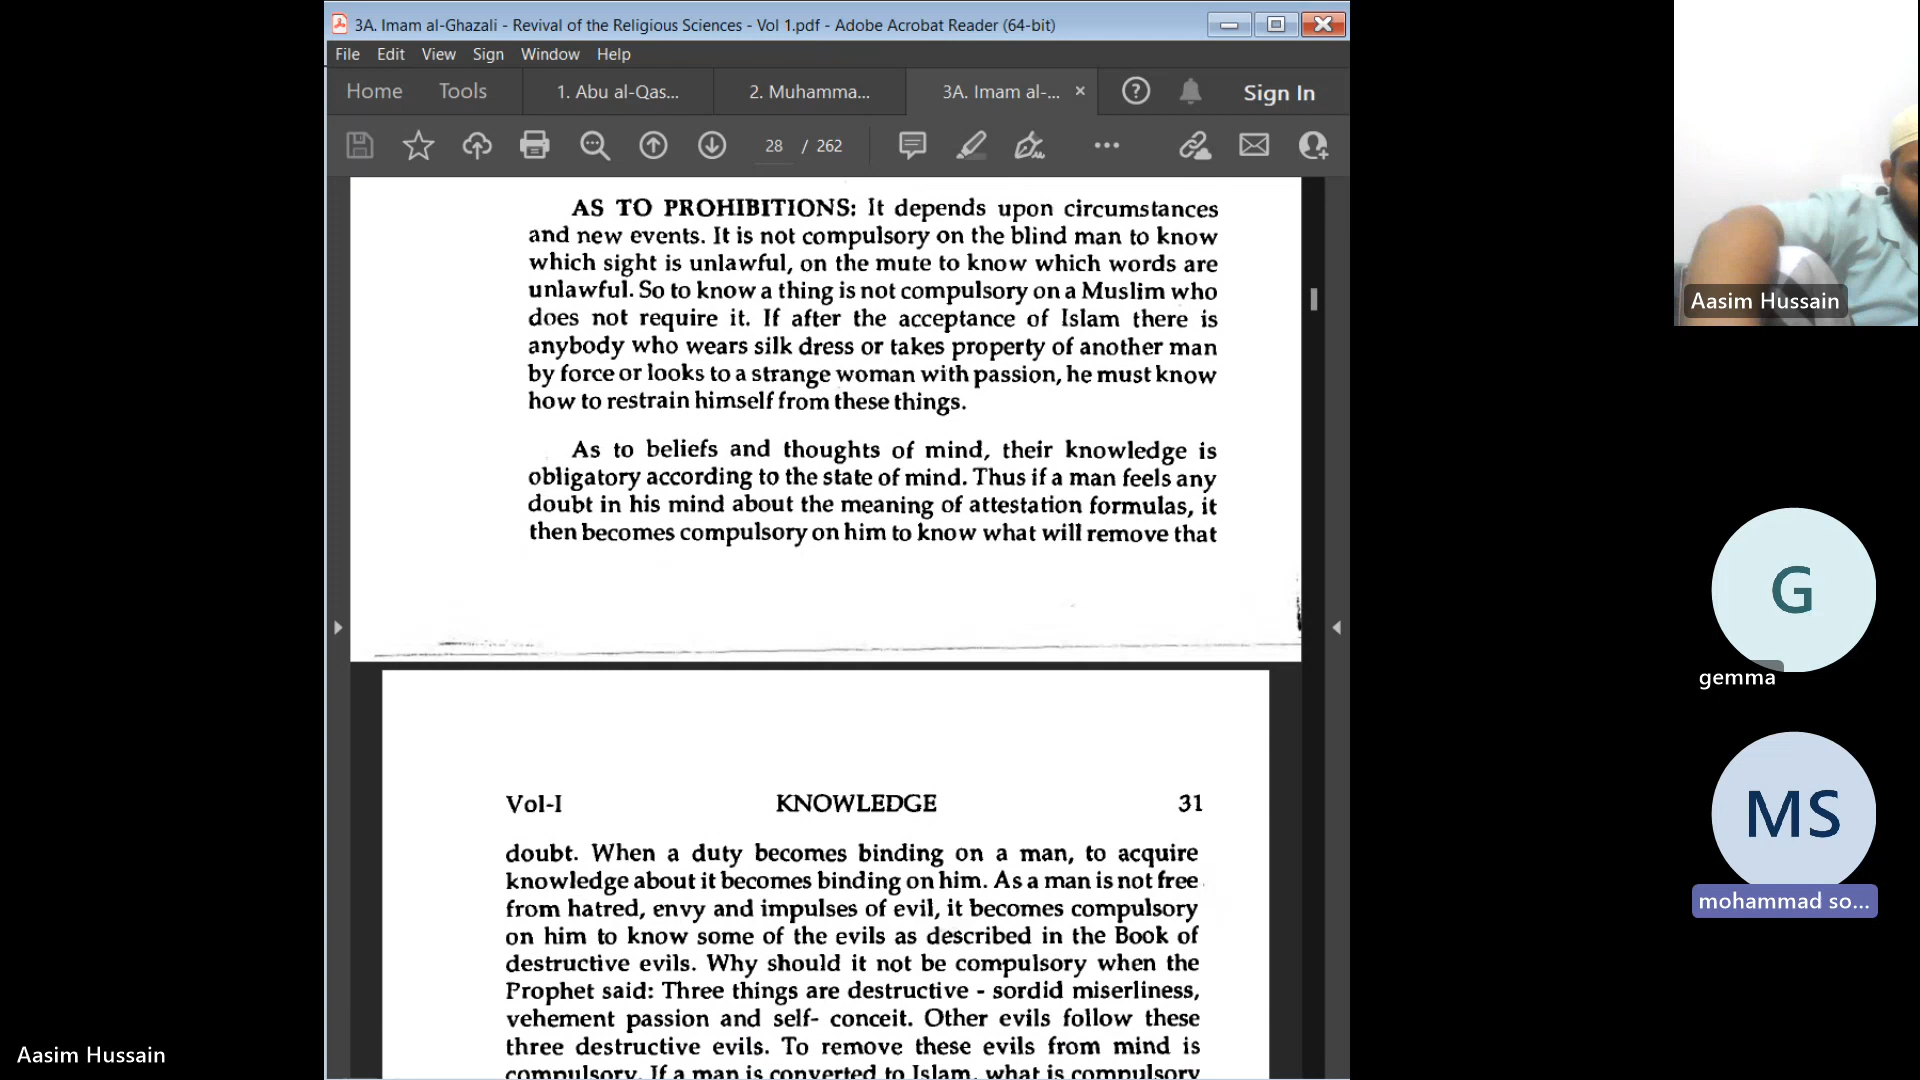 3A. Imam al-Ghazali - Revival of the Religious Sciences - Vol 1.pdf - Adobe Acrobat Reader (64-bit)
File Edit View Sign Window Help
Home Tools 1. Abu al-Qas... 2. Muhamma... 3A. Imam al-... Sign In
28 / 262
AS TO PROHIBITIONS: It depends upon circumstances
and new events. It is not compulsory on the blind man to know
which sight is unlawful, on the mute to know which words are
unlawful. So to know a thing is not compulsory on a Muslim who
does not require it. If after the acceptance of Islam there is
anybody who wears silk dress or takes property of another man
by force or looks to a strange woman with passion, he must know
how to restrain himself from these things.
As to beliefs and thoughts of mind, their knowledge is
obligatory according to the state of mind. Thus if a man feels any
doubt in his mind about the meaning of attestation formulas, it
then becomes compulsory on him to know what will remove that
Vol-I KNOWLEDGE 31
doubt. When a duty becomes binding on a man, to acquire
knowledge about it becomes binding on him. As a man is not free
from hatred, envy and impulses of evil, it becomes compulsory
on him to know some of the evils as described in the Book of
destructive evils. Why should it not be compulsory when the
Prophet said: Three things are destructive - sordid miserliness,
vehement passion and self- conceit. Other evils follow these
three destructive evils. To remove these evils from mind is
compulsory. If a man is converted to Islam, what is compulsory
Aasim Hussain
G
gemma
MS
mohammad so...
Aasim Hussain